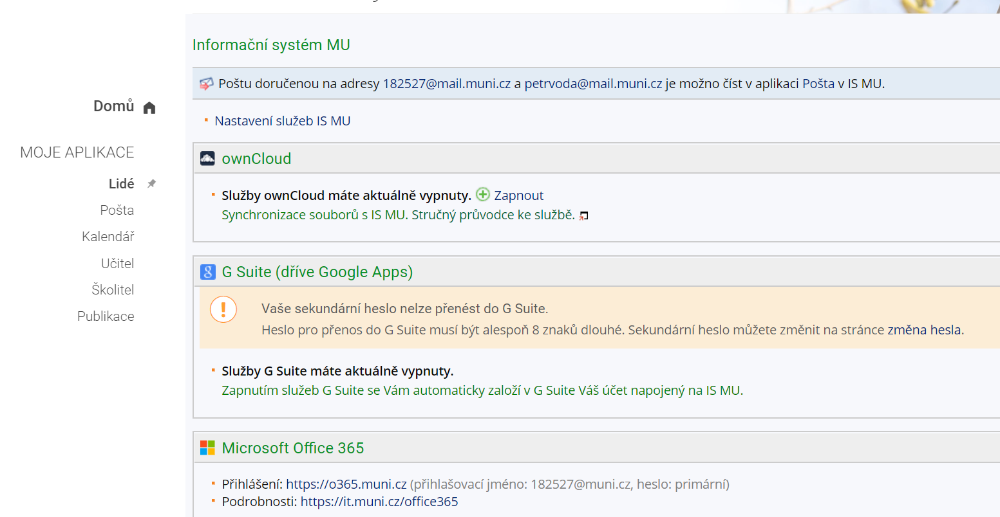 Informační systém MU
Poštu doručenou na adresy 182527@mail.muni.cz a petrvoda@mail.muni.cz je možno číst v aplikaci Pošta v IS MU.
Domů
Nastavení služeb IS MU
MOJE APLIKACE
Lidé
Pošta
Kalendář
Učitel
Školitel
Publikace
ownCloud
Služby ownCloud máte aktuálně vypnuty. Zapnout
Synchronizace souborů s IS MU. Stručný průvodce ke službě.
G Suite (dříve Google Apps)
Vaše sekundární heslo nelze přenést do G Suite.
Heslo pro přenos do G Suite musí být alespoň 8 znaků dlouhé. Sekundární heslo můžete změnit na stránce změna hesla.
Služby G Suite máte aktuálně vypnuty.
Zapnutím služeb G Suite se Vám automaticky založí v G Suite Váš účet napojený na IS MU.
Microsoft Office 365
Přihlášení: https://o365.muni.cz (přihlašovací jméno: 182527@muni.cz, heslo: primární)
Podrobnosti: https://it.muni.cz/office365